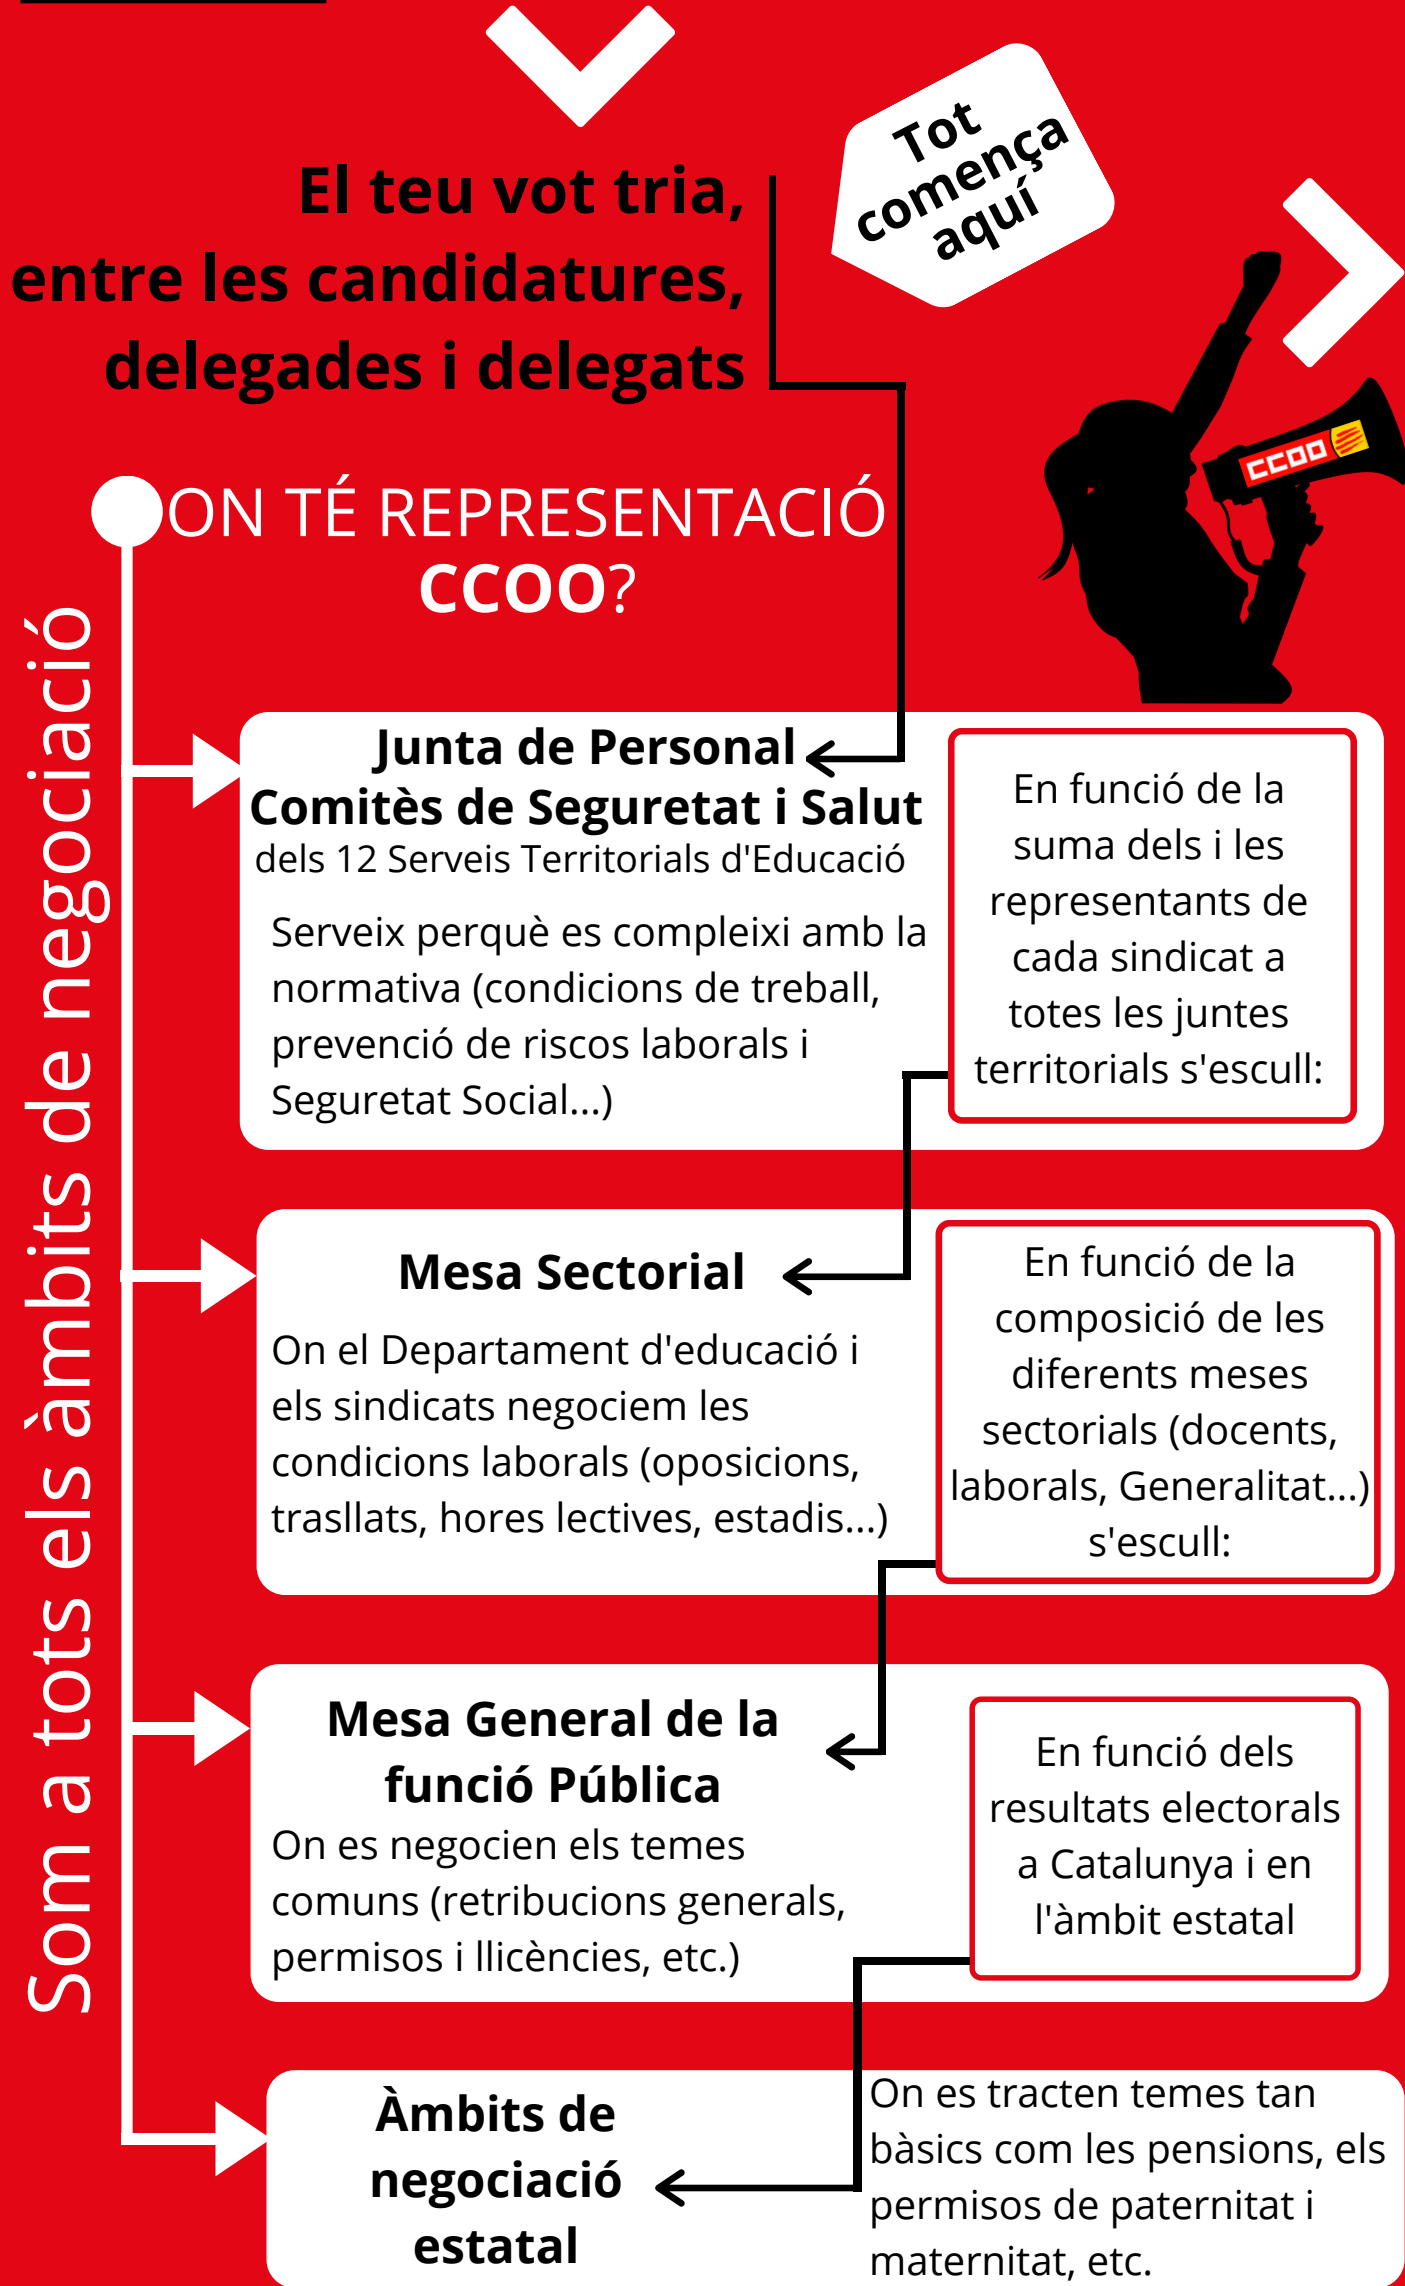 Tot
comença
aquí
El teu vot tria,
entre les candidatures,
delegades i delegats
CCOO
ON TÉ REPRESENTACIÓ
CCOO?
Som a tots els àmbits de negociació
Junta de Personal
Comitès de Seguretat i Salut
dels 12 Serveis Territorials d'Educació
Serveix perquè es compleixi amb la
normativa (condicions de treball,
prevenció de riscos laborals i
Seguretat Social...)
En funció de la
suma dels i les
representants de
cada sindicat a
totes les juntes
territorials s'escull:
Mesa Sectorial
On el Departament d'educació i
els sindicats negociem les
condicions laborals (oposicions,
trasllats, hores lectives, estadis...)
En funció de la
composició de les
diferents meses
sectorials (docents,
laborals, Generalitat...)
s'escull:
Mesa General de la
funció Pública
On es negocien els temes
comuns (retribucions generals,
permisos i llicències, etc.)
En funció dels
resultats electorals
a Catalunya i en
l'àmbit estatal
Àmbits de
negociació
estatal
On es tracten temes tan
bàsics com les pensions, els
permisos de paternitat i
maternitat, etc.